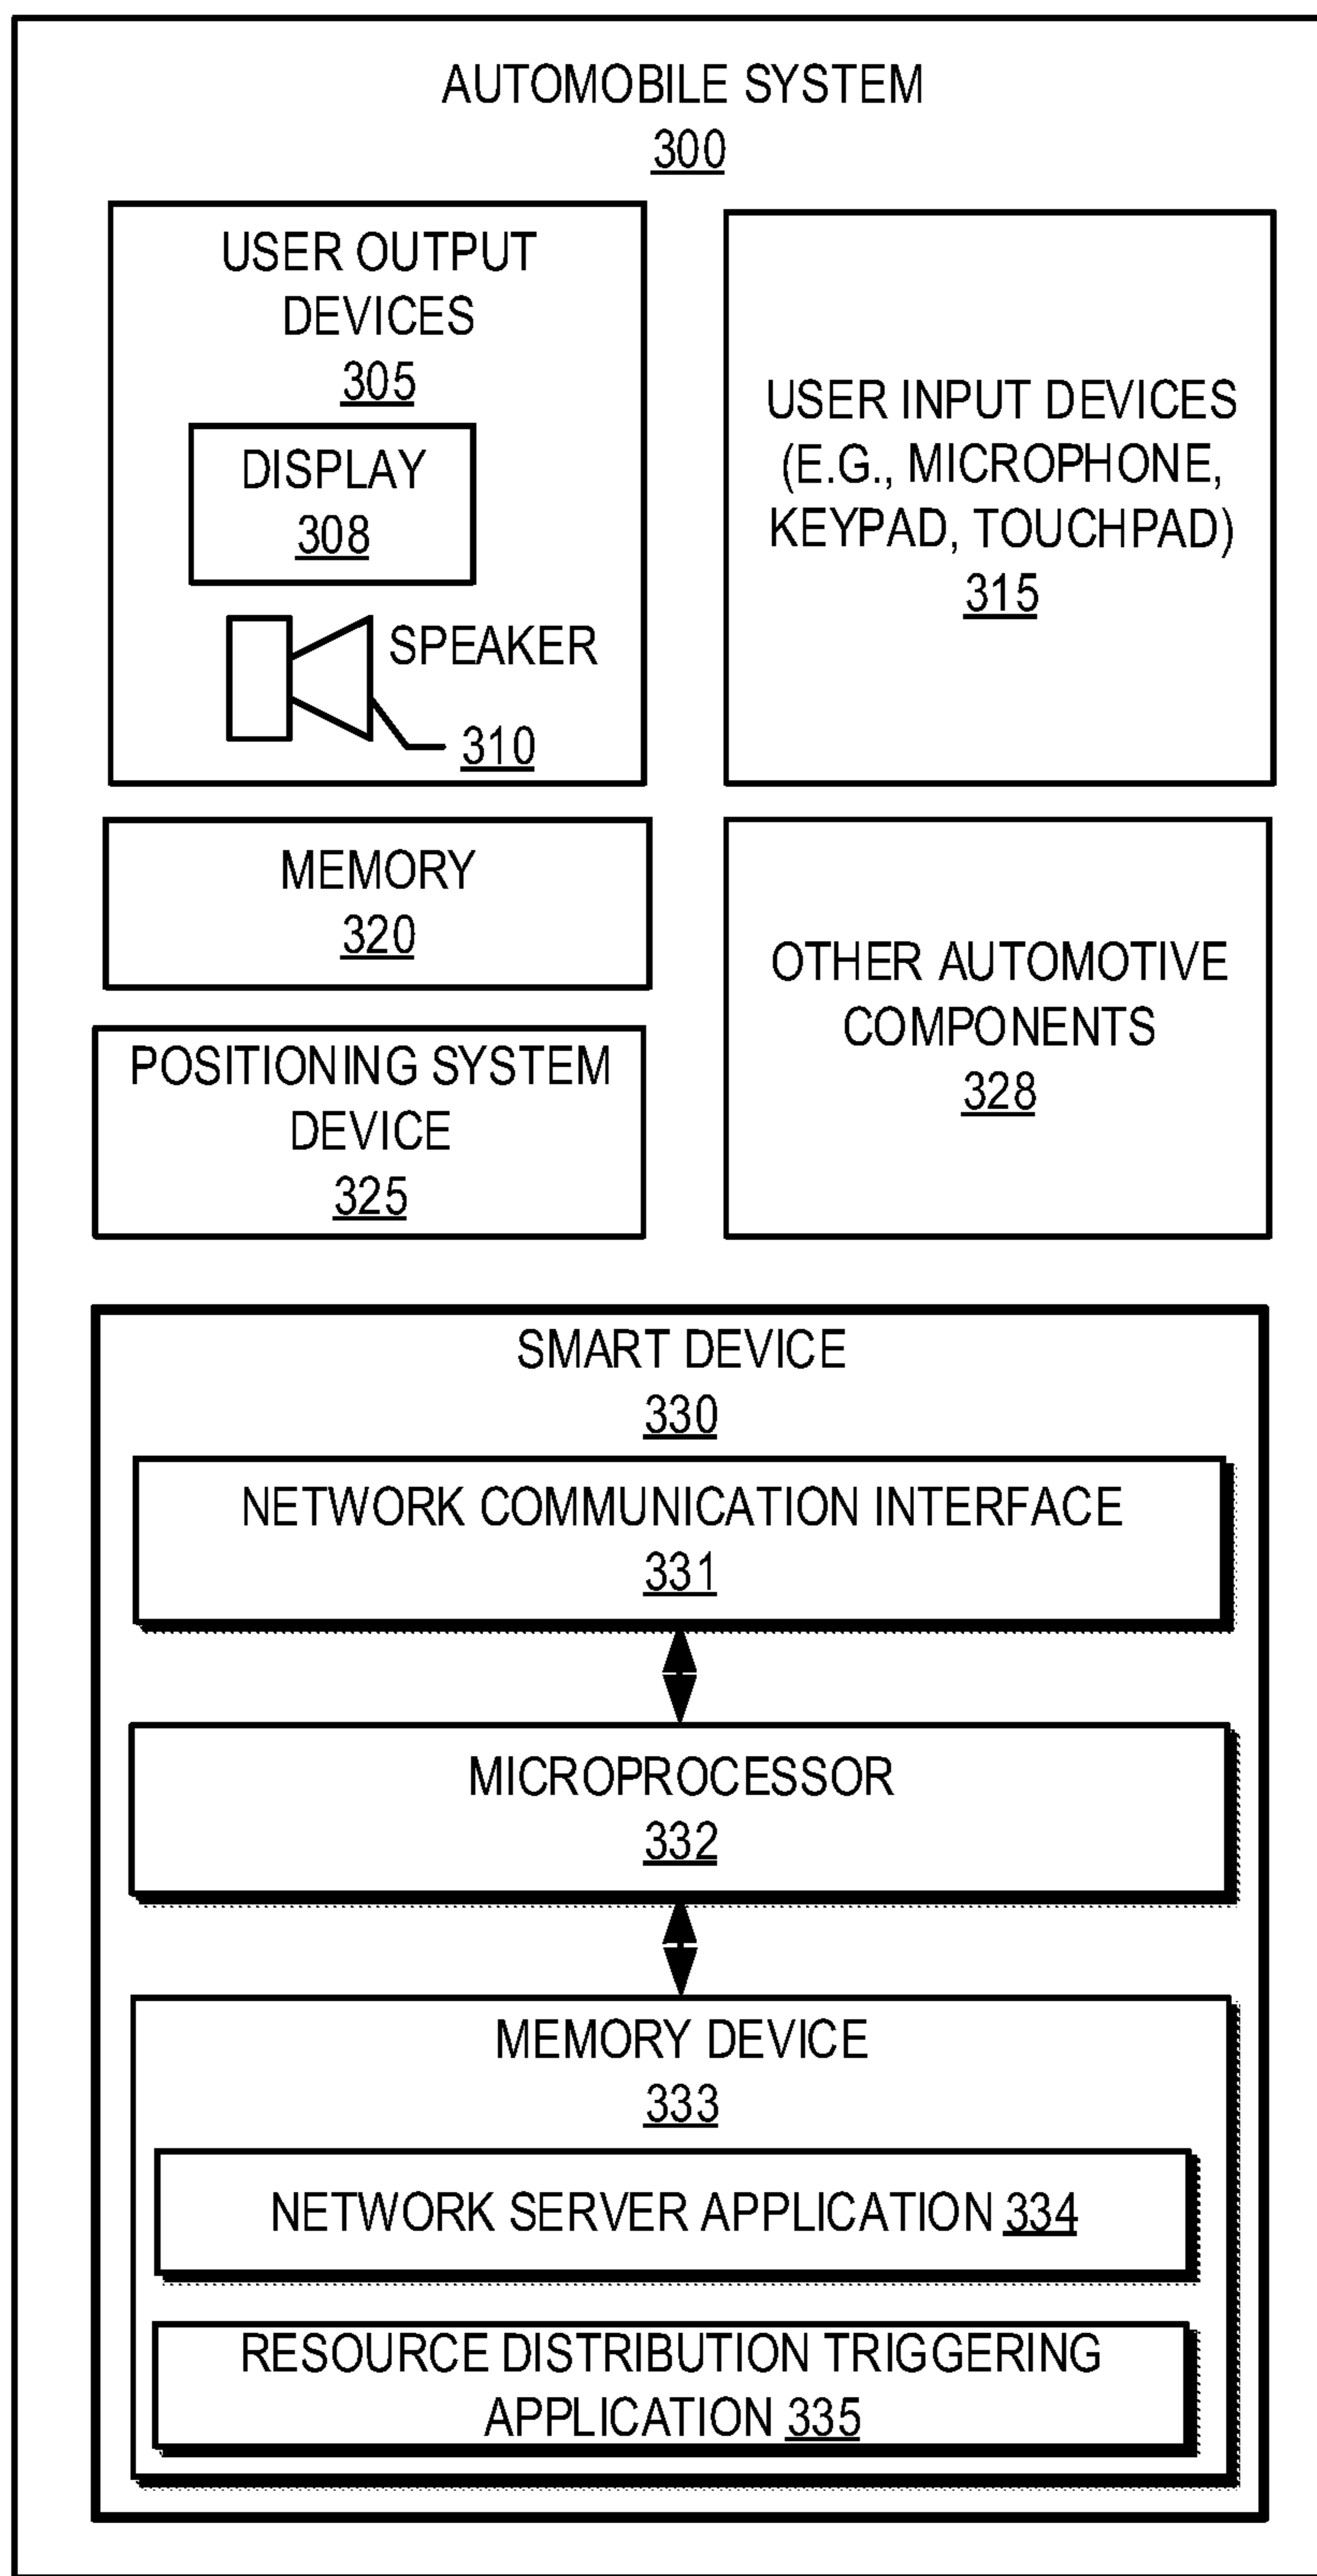 AUTOMOBILE SYSTEM
300
USER OUTPUT
DEVICES
305
DISPLAY
308
SPEAKER
310
USER INPUT DEVICES
(E.G., MICROPHONE,
KEYPAD, TOUCHPAD)
315
MEMORY
320
OTHER AUTOMOTIVE
COMPONENTS
328
POSITIONING SYSTEM
DEVICE
325
SMART DEVICE
330
NETWORK COMMUNICATION INTERFACE
331
MICROPROCESSOR
332
MEMORY DEVICE
333
NETWORK SERVER APPLICATION 334
RESOURCE DISTRIBUTION TRIGGERING
APPLICATION 335